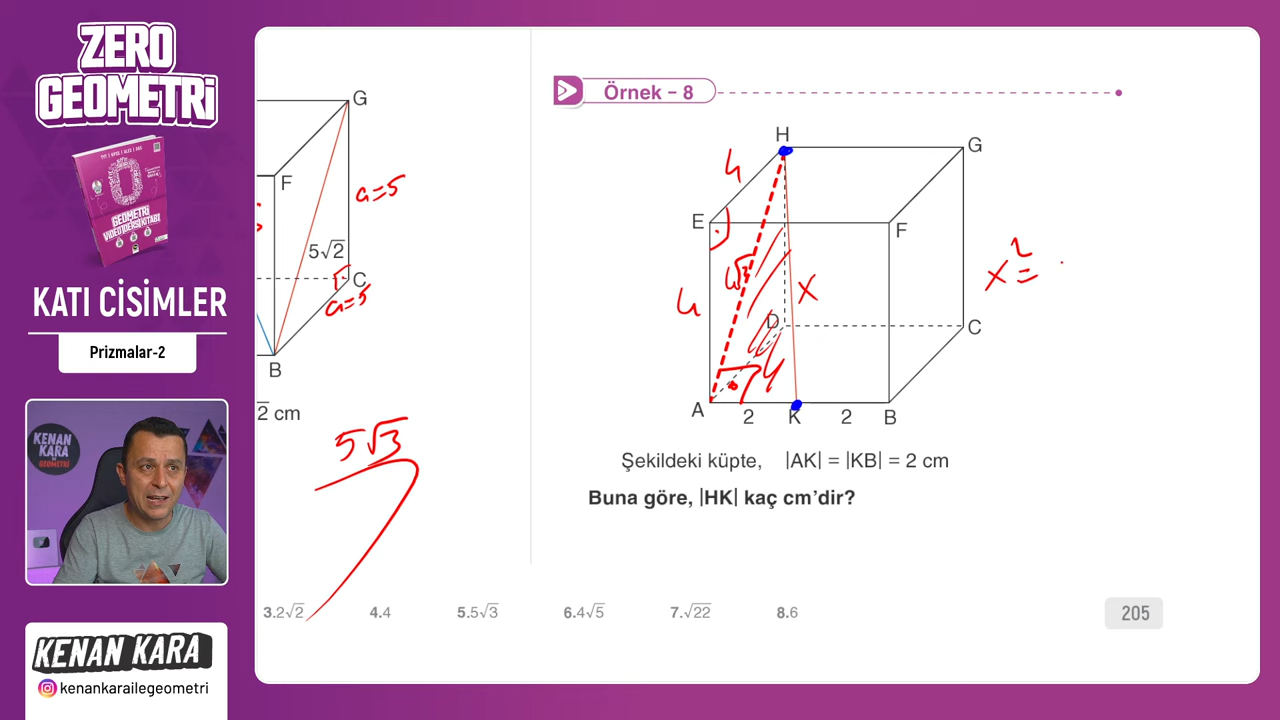 ZERO
GEOMETRİ
GEOMETRİ
VIDEO DERS KİTABI
KATI CİSİMLER
Prizmalar-2
KENAN
KARA
GEOMETRİ
KENAN KARA
kenankarailegeometri
G
F
a=5
5√2
C
a=5
B
2 cm
5√3
Örnek - 8
H
G
4
E
F
4√3
4
x
x² =
D
C
4
A
2
K
2
B
Şekildeki küpte, |AK| = |KB| = 2 cm
Buna göre, |HK| kaç cm'dir?
3.2√2 4.4 5.5√3 6.4√5 7.√22 8.6
205